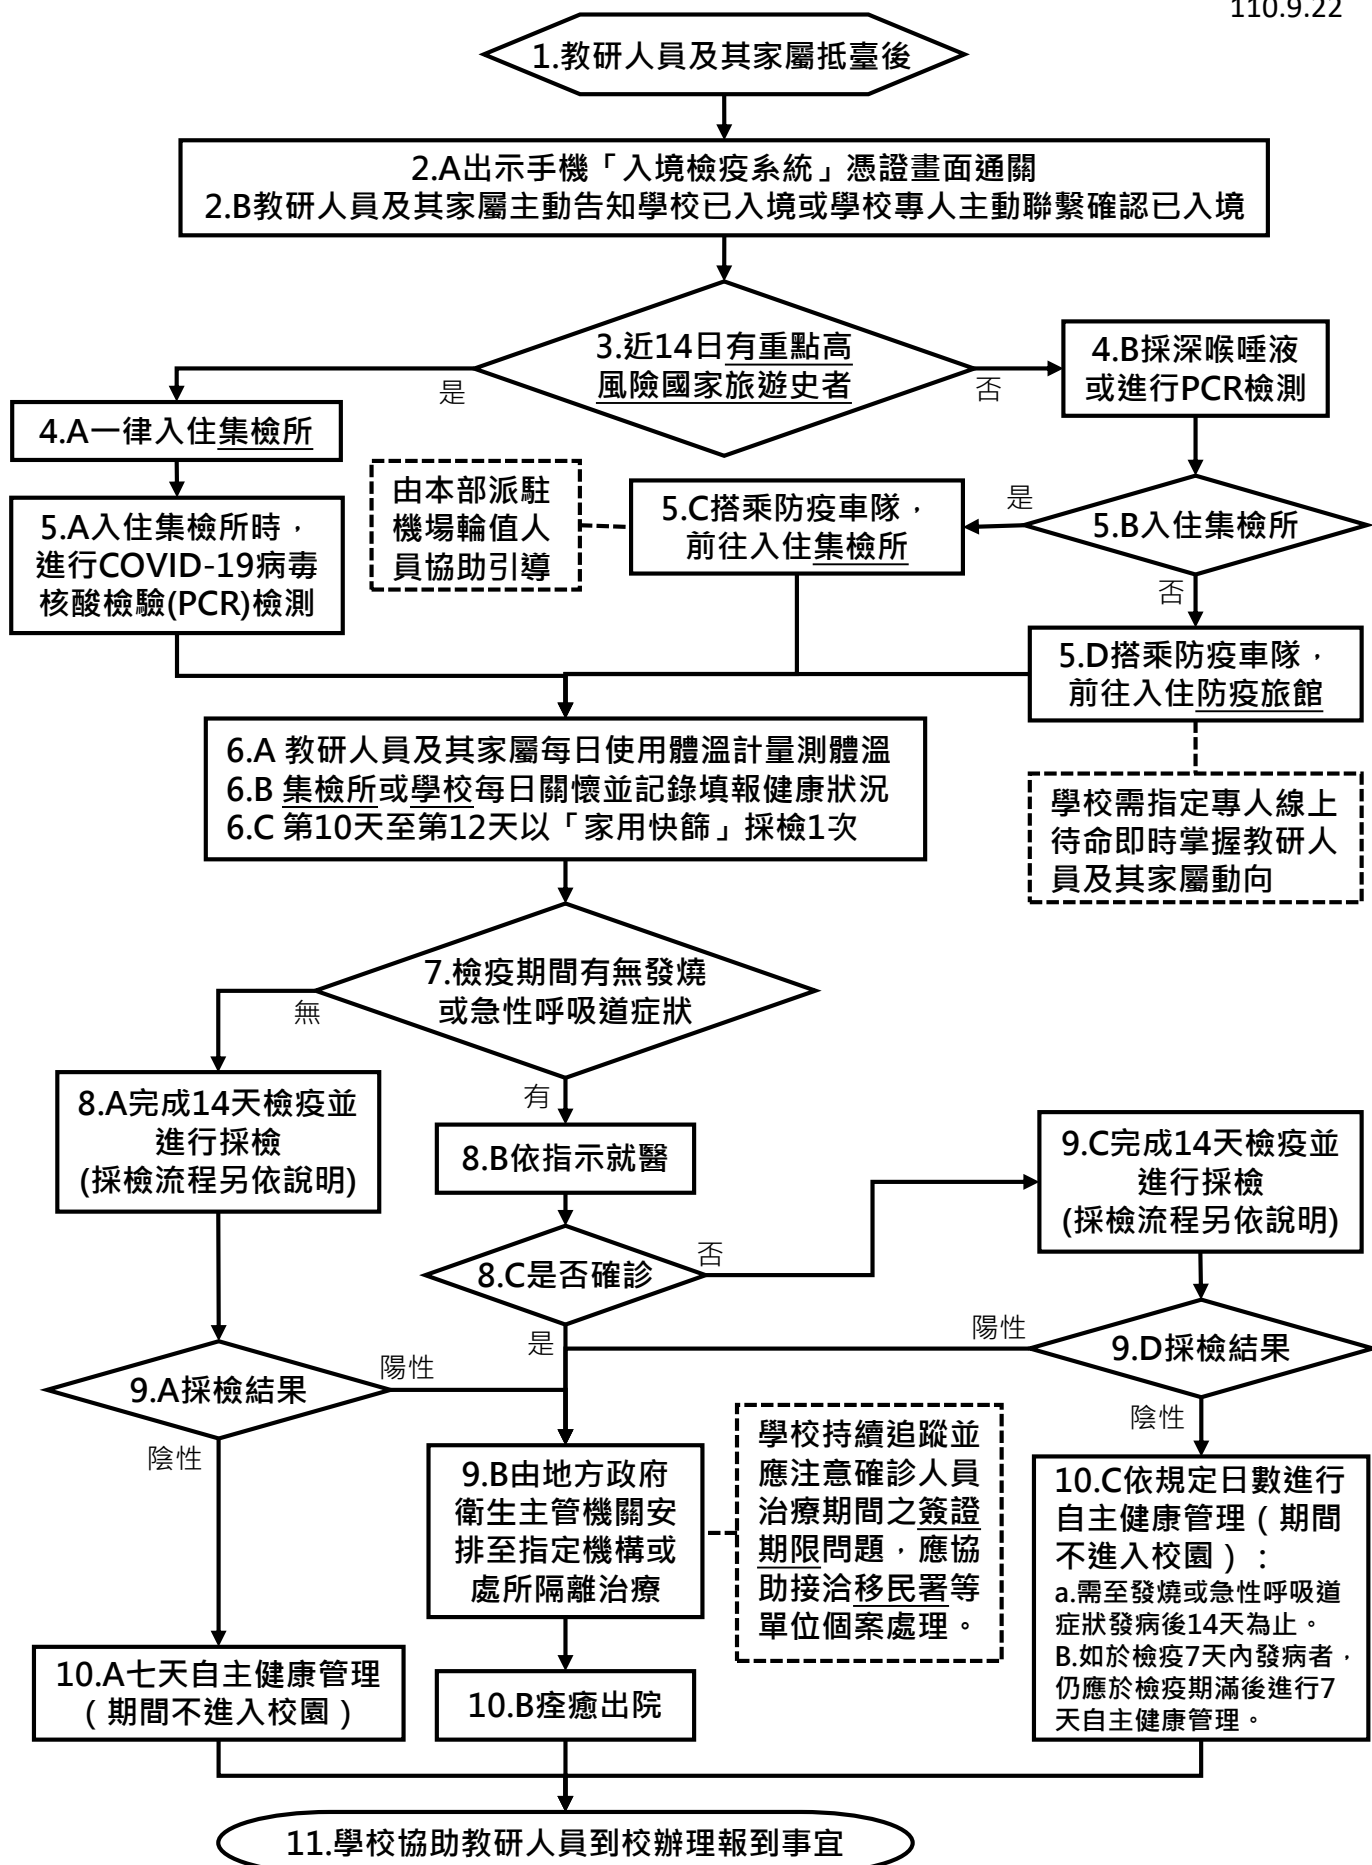 110.9.22
1.教研人員及其家屬抵臺後
2.A出示手機「入境檢疫系統」憑證畫面通關
2.B教研人員及其家屬主動告知學校已入境或學校專人主動聯繫確認已入境
3.近14日有重點高
風險國家旅遊史者
是
否
4.A一律入住集檢所
4.B採深喉唾液
或進行PCR檢測
5.A入住集檢所時，
進行COVID-19病毒
核酸檢驗(PCR)檢測
由本部派駐
機場輪值人
員協助引導
5.C搭乘防疫車隊，
前往入住集檢所
是
5.B入住集檢所
否
5.D搭乘防疫車隊，
前往入住防疫旅館
學校需指定專人線上
待命即時掌握教研人
員及其家屬動向
6.A 教研人員及其家屬每日使用體溫計量測體溫
6.B 集檢所或學校每日關懷並記錄填報健康狀況
6.C 第10天至第12天以「家用快篩」採檢1次
7.檢疫期間有無發燒
或急性呼吸道症狀
無
有
8.A完成14天檢疫並
進行採檢
(採檢流程另依說明)
8.B依指示就醫
8.C是否確診
否
是
9.C完成14天檢疫並
進行採檢
(採檢流程另依說明)
9.A採檢結果
陽性
陰性
9.D採檢結果
陽性
陰性
9.B由地方政府
衛生主管機關安
排至指定機構或
處所隔離治療
學校持續追蹤並
應注意確診人員
治療期間之簽證
期限問題，應協
助接洽移民署等
單位個案處理。
10.A七天自主健康管理
（期間不進入校園）
10.B痊癒出院
10.C依規定日數進行
自主健康管理（期間
不進入校園）：
a.需至發燒或急性呼吸道
症狀發病後14天為止。
B.如於檢疫7天內發病者，
仍應於檢疫期滿後進行7
天自主健康管理。
11.學校協助教研人員到校辦理報到事宜